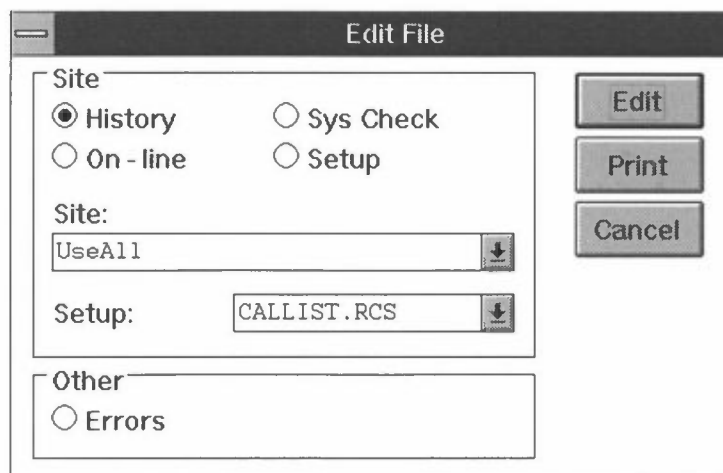 Edit File
Site
History
Sys Check
On-line
Setup
Site:
UseAll
Setup:
CALLIST.RCS
Other
Errors
Edit
Print
Cancel